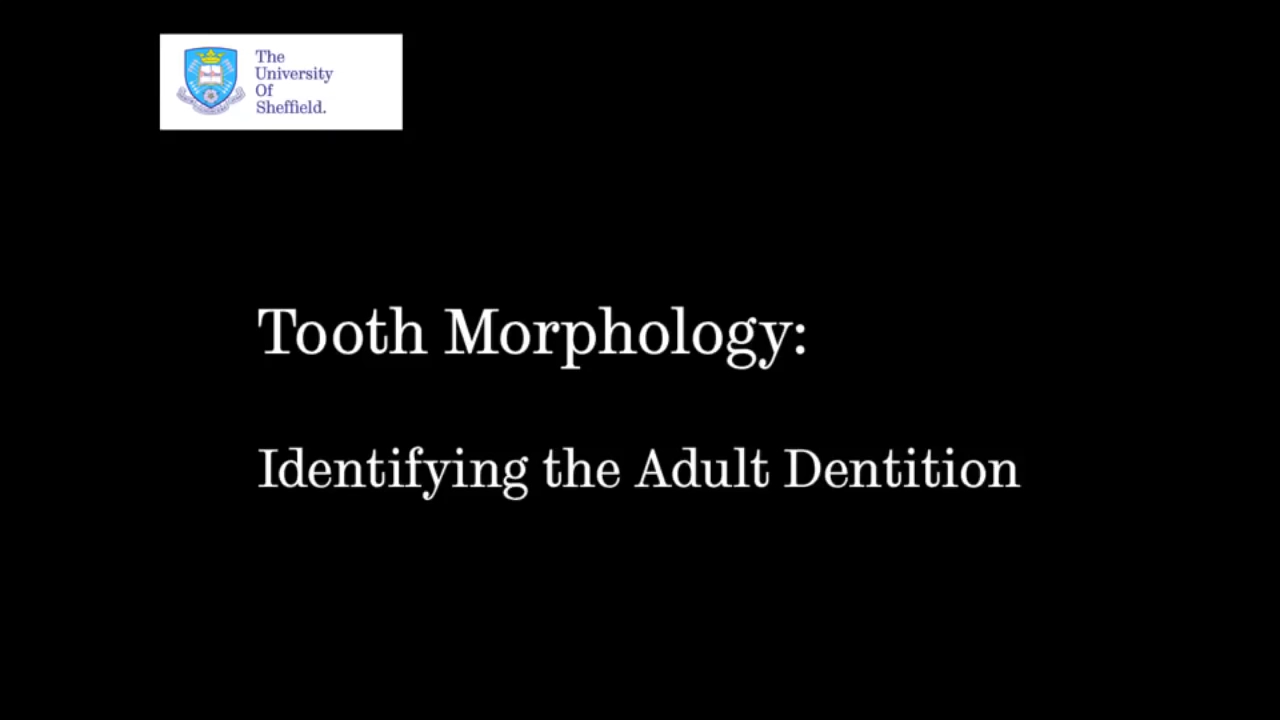 The
University
Of
Sheffield.
Tooth Morphology:
Identifying the Adult Dentition